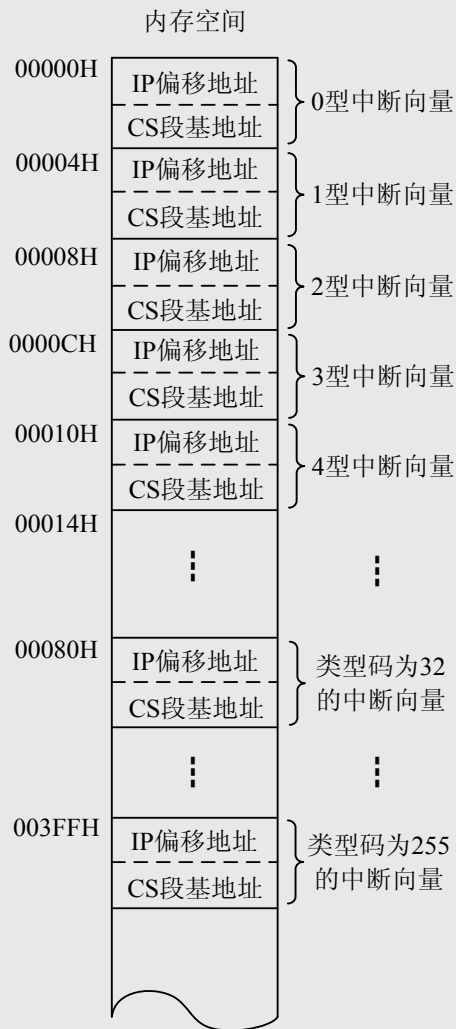 内存空间
00000H
IP偏移地址
CS段基地址
0型中断向量
00004H
IP偏移地址
CS段基地址
1型中断向量
00008H
IP偏移地址
CS段基地址
2型中断向量
0000CH
IP偏移地址
CS段基地址
3型中断向量
00010H
IP偏移地址
CS段基地址
4型中断向量
00014H
00080H
IP偏移地址
CS段基地址
类型码为32
的中断向量
003FFH
IP偏移地址
CS段基地址
类型码为255
的中断向量